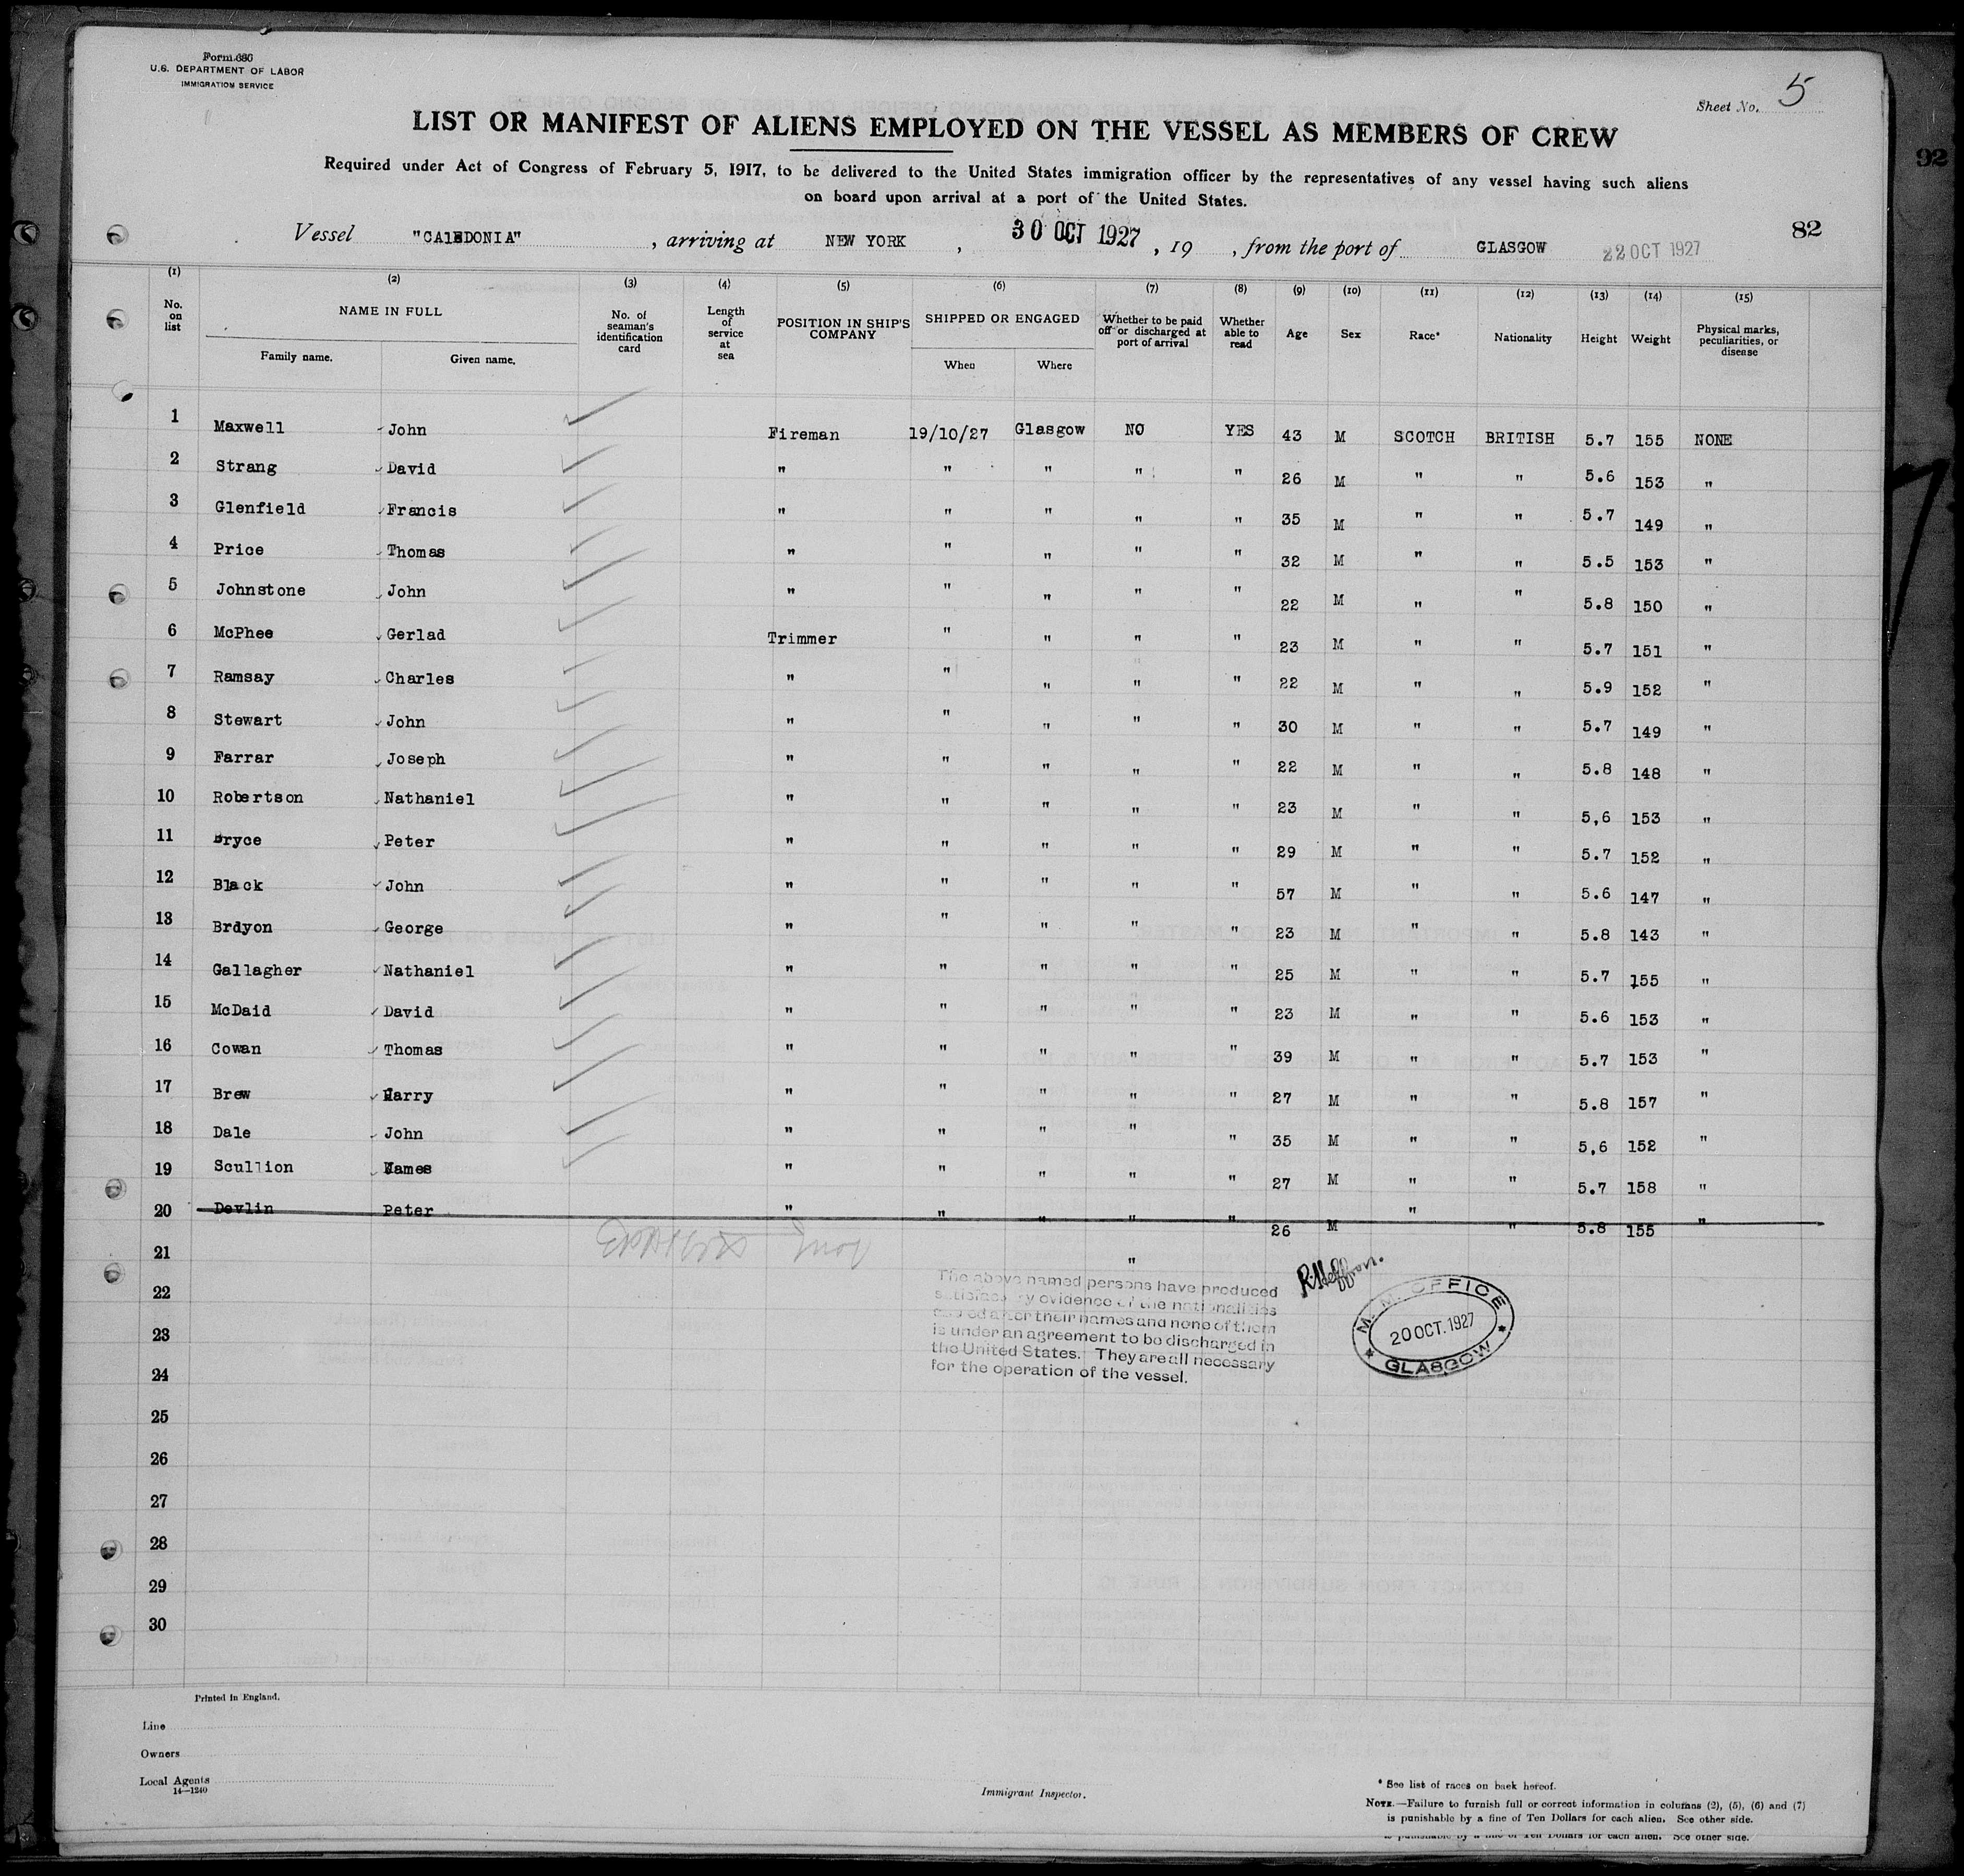 Form 686
U.S. DEPARTMENT OF LABOR
IMMIGRATION SERVICE
Sheet No. 5
LIST OR MANIFEST OF ALIENS EMPLOYED ON THE VESSEL AS MEMBERS OF CREW
Required under Act of Congress of February 5, 1917, to be delivered to the United States immigration officer by the representatives of any vessel having such aliens
on board upon arrival at a port of the United States.
92
82
Vessel "CALEDONIA", arriving at NEW YORK, 30 OCT 1927, 19 , from the port of GLASGOW 22 OCT 1927
(1) (2) (3) (4) (5) (6) (7) (8) (9) (10) (11) (12) (13) (14) (15)
No. on list NAME IN FULL Family name. Given name. No. of seaman's identification card Length of service at sea POSITION IN SHIP'S COMPANY SHIPPED OR ENGAGED When Where Whether to be paid off or discharged at port of arrival Whether able to read Age Sex Race* Nationality Height Weight Physical marks, peculiarities, or disease
1 Maxwell John Fireman 19/10/27 Glasgow NO YES 43 M SCOTCH BRITISH 5.7 155 NONE
2 Strang David " " " " " 26 M " " 5.6 153 "
3 Glenfield Francis " " " " " 35 M " " 5.7 149 "
4 Price Thomas " " " " " 32 M " " 5.5 153 "
5 Johnstone John " " " " " 22 M " " 5.8 150 "
6 McPhee Gerlad Trimmer " " " " 23 M " " 5.7 151 "
7 Ramsay Charles " " " " " 22 M " " 5.9 152 "
8 Stewart John " " " " " 30 M " " 5.7 149 "
9 Farrar Joseph " " " " " 22 M " " 5.8 148 "
10 Robertson Nathaniel " " " " " 23 M " " 5,6 153 "
11 Bryce Peter " " " " " 29 M " " 5.7 152 "
12 Black John " " " " " 57 M " " 5.6 147 "
13 Brdyon George " " " " " 23 M " " 5.8 143 "
14 Gallagher Nathaniel " " " " " 25 M " " 5.7 155 "
15 McDaid David " " " " " 23 M " " 5.6 153 "
16 Cowan Thomas " " " " " 39 M " " 5.7 153 "
17 Brew Harry " " " " " 27 M " " 5.8 157 "
18 Dale John " " " " " 35 M " " 5,6 152 "
19 Scullion James " " " " " 27 M " " 5.7 158 "
20 Devlin Peter " " " " " 26 M " " 5.8 155 "
21 "
22
23
24
25
26
27
28
29
30
The above named persons have produced
satisfactory evidence of the nationalities
after their names and none of them
is under an agreement to be discharged in
the United States. They are all necessary
for the operation of the vessel.
M. M. OFFICE
20 OCT. 1927
GLASGOW
Printed in England.
Line
Owners
Local Agents
14—1240
Immigrant Inspector.
* See list of races on back hereof.
NOTE.—Failure to furnish full or correct information in columns (2), (5), (6) and (7)
is punishable by a fine of Ten Dollars for each alien. See other side.
is punishable by a fine of Ten Dollars for each alien. See other side.